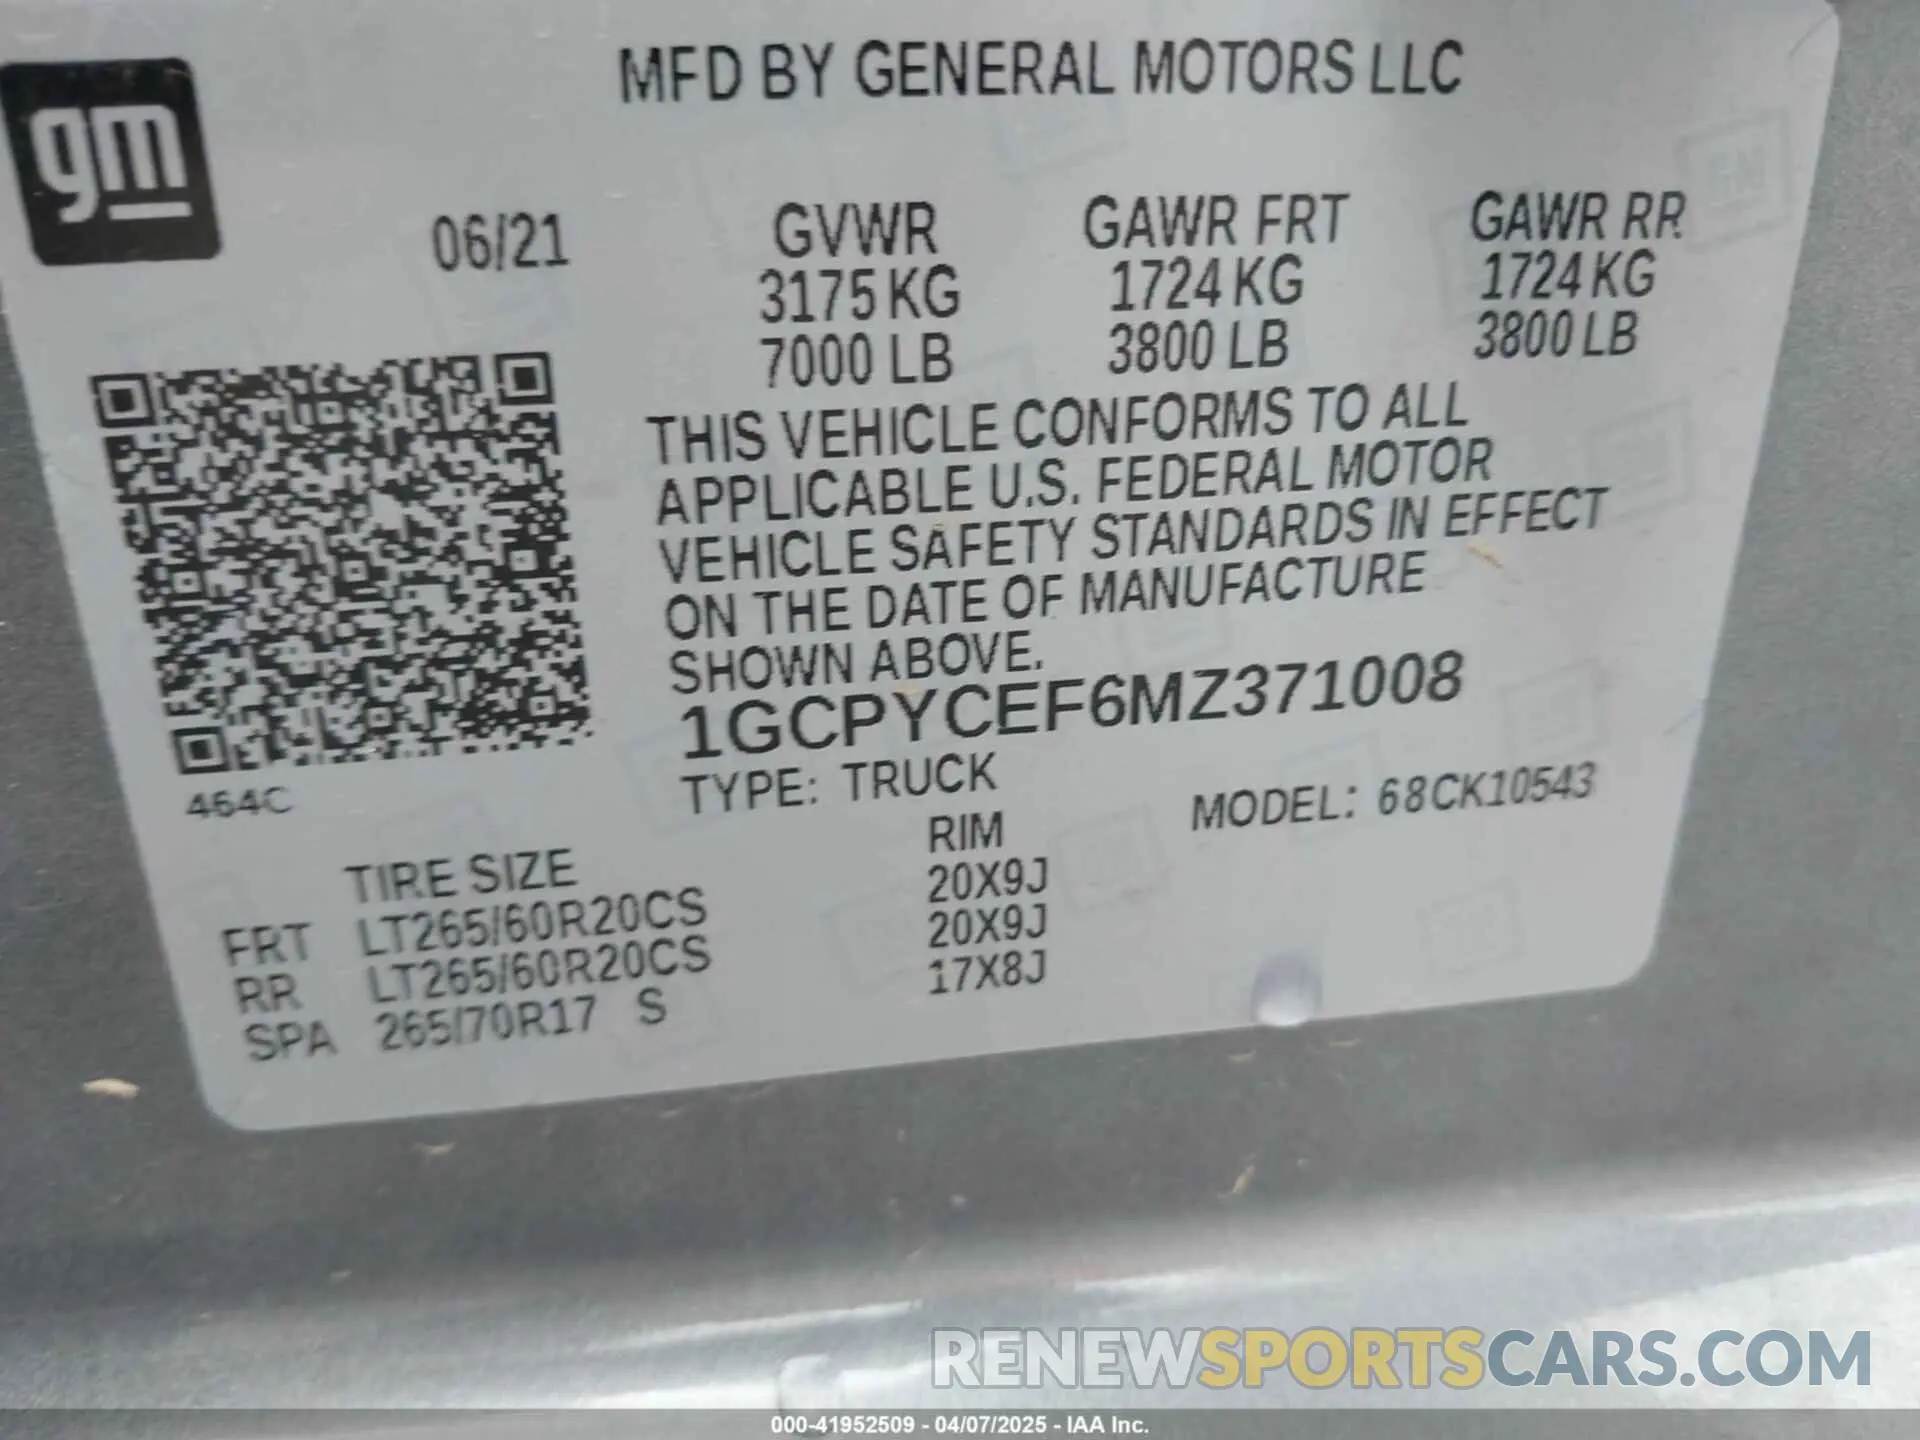 MFD BY GENERAL MOTORS LLC
gm
06/21
GVWR GAWR FRT GAWR RR
3175 KG 1724 KG 1724 KG
7000 LB 3800 LB 3800 LB
THIS VEHICLE CONFORMS TO ALL
APPLICABLE U.S. FEDERAL MOTOR
VEHICLE SAFETY STANDARDS IN EFFECT
ON THE DATE OF MANUFACTURE
SHOWN ABOVE.
1GCPYCEF6MZ371008
464C
TYPE: TRUCK MODEL: 68CK10543
TIRE SIZE RIM
FRT LT265/60R20CS 20X9J
RR LT265/60R20CS 20X9J
SPA 265/70R17 S 17X8J
RENEWSPORTSCARS.COM
000-41952509 - 04/07/2025 - IAA Inc.